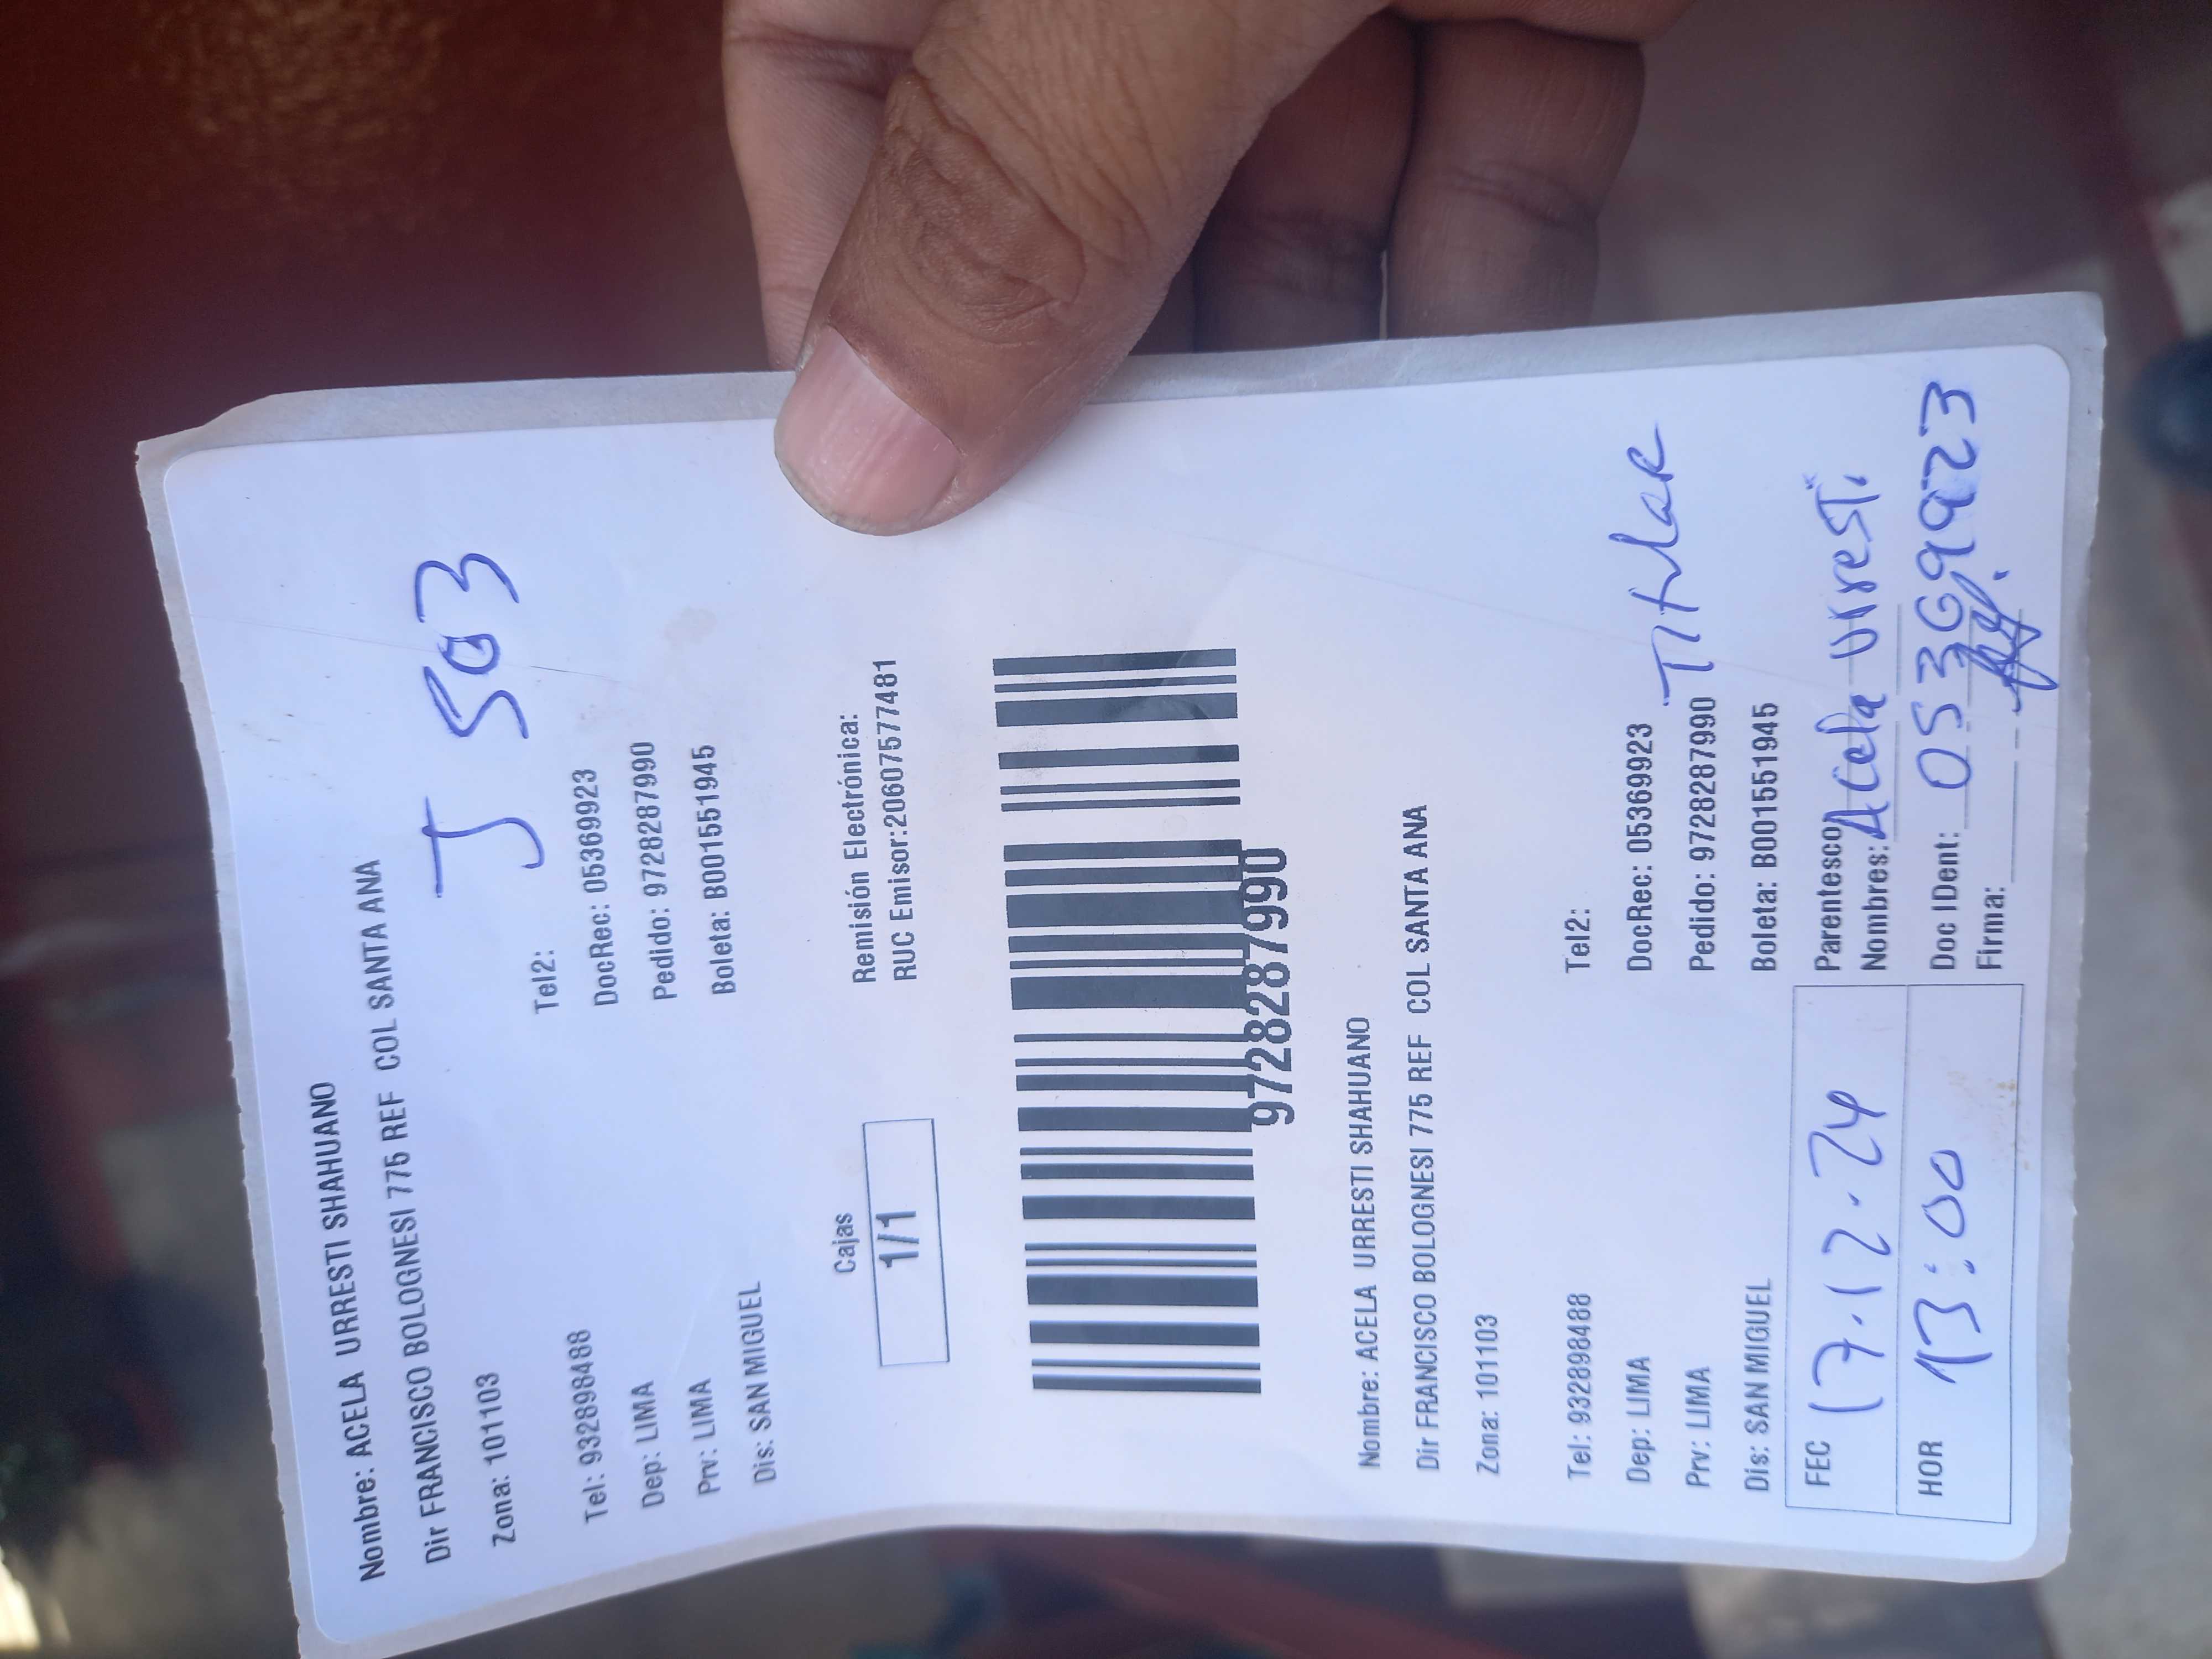 Nombre: ACELA URRESTI SHAHUANO
Dir FRANCISCO BOLOGNESI 775 REF COL SANTA ANA
Zona: 101103
J 503
Tel: 932898488 Tel2:
Dep: LIMA DocRec: 05369923
Prv: LIMA Pedido: 9728287990
Dis: SAN MIGUEL Boleta: B001551945
Cajas
1/1
Remisión Electrónica:
RUC Emisor:20607577481
9728287990
Nombre: ACELA URRESTI SHAHUANO
Dir FRANCISCO BOLOGNESI 775 REF COL SANTA ANA
Zona: 101103
Tel: 932898488 Tel2:
Dep: LIMA DocRec: 05369923
Prv: LIMA Pedido: 9728287990 Titular
Dis: SAN MIGUEL Boleta: B001551945
FEC 17.12.24 Parentesco
Nombres: Acela Urresti
HOR 13:00 Doc IDent: 05369923
Firma: